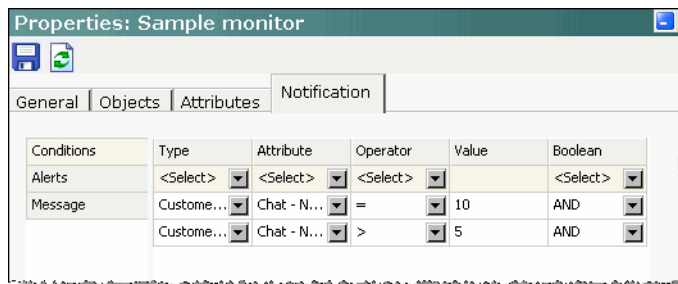 Properties: Sample monitor
General Objects Attributes Notification
Conditions Type Attribute Operator Value Boolean
Alerts <Select> <Select> <Select> <Select>
Message Custome... Chat - N... = 10 AND
Custome... Chat - N... > 5 AND